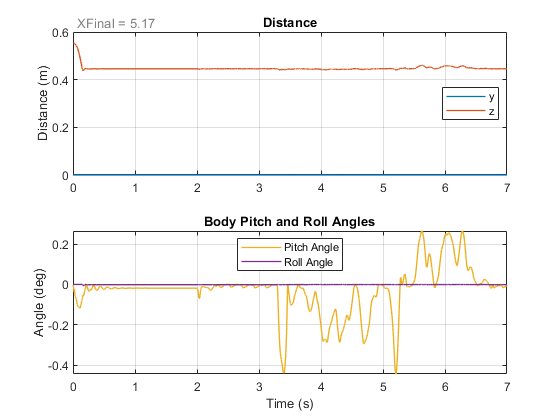 XFinal = 5.17
Distance
Distance (m)
0.6
0.4
0.2
0
y
z
0 1 2 3 4 5 6 7
Body Pitch and Roll Angles
Angle (deg)
0.2
0
-0.2
-0.4
Pitch Angle
Roll Angle
0 1 2 3 4 5 6 7
Time (s)